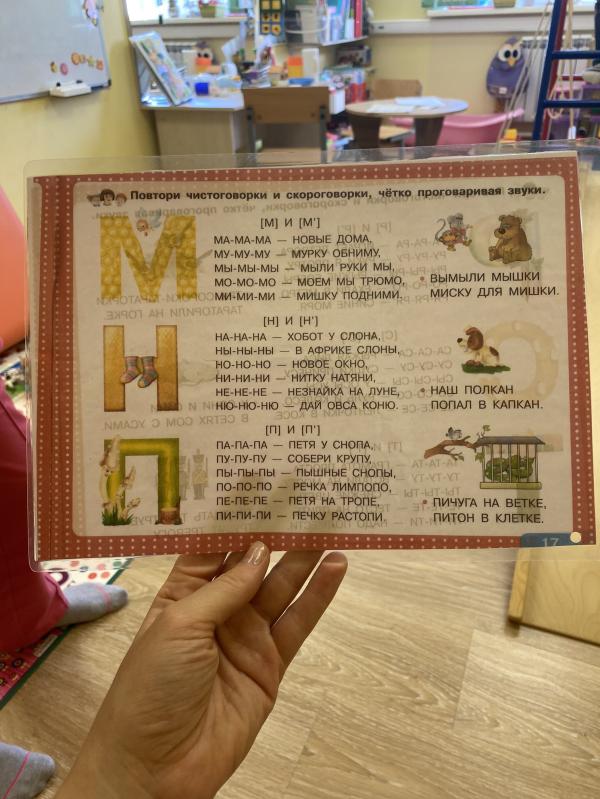 Повтори чистоговорки и скороговорки, чётко проговаривая звуки.
М
[М] И [М']
МА-МА-МА — НОВЫЕ ДОМА,
МУ-МУ-МУ — МУРКУ ОБНИМУ,
МЫ-МЫ-МЫ — МЫЛИ РУКИ МЫ,
МО-МО-МО — МОЕМ МЫ ТРЮМО,
МИ-МИ-МИ — МИШКУ ПОДНИМИ.
• ВЫМЫЛИ МЫШКИ
МИСКУ ДЛЯ МИШКИ.
Н
[Н] И [Н']
НА-НА-НА — ХОБОТ У СЛОНА,
НЫ-НЫ-НЫ — В АФРИКЕ СЛОНЫ,
НО-НО-НО — НОВОЕ ОКНО,
НИ-НИ-НИ — НИТКУ НАТЯНИ,
НЕ-НЕ-НЕ — НЕЗНАЙКА НА ЛУНЕ,
НЮ-НЮ-НЮ — ДАЙ ОВСА КОНЮ.
• НАШ ПОЛКАН
ПОПАЛ В КАПКАН.
П
[П] И [П']
ПА-ПА-ПА — ПЕТЯ У СНОПА,
ПУ-ПУ-ПУ — СОБЕРИ КРУПУ,
ПЫ-ПЫ-ПЫ — ПЫШНЫЕ СНОПЫ,
ПО-ПО-ПО — РЕЧКА ЛИМПОПО,
ПЕ-ПЕ-ПЕ — ПЕТЯ НА ТРОПЕ,
ПИ-ПИ-ПИ — ПЕЧКУ РАСТОПИ.
• ПИЧУГА НА ВЕТКЕ,
ПИТОН В КЛЕТКЕ.
17